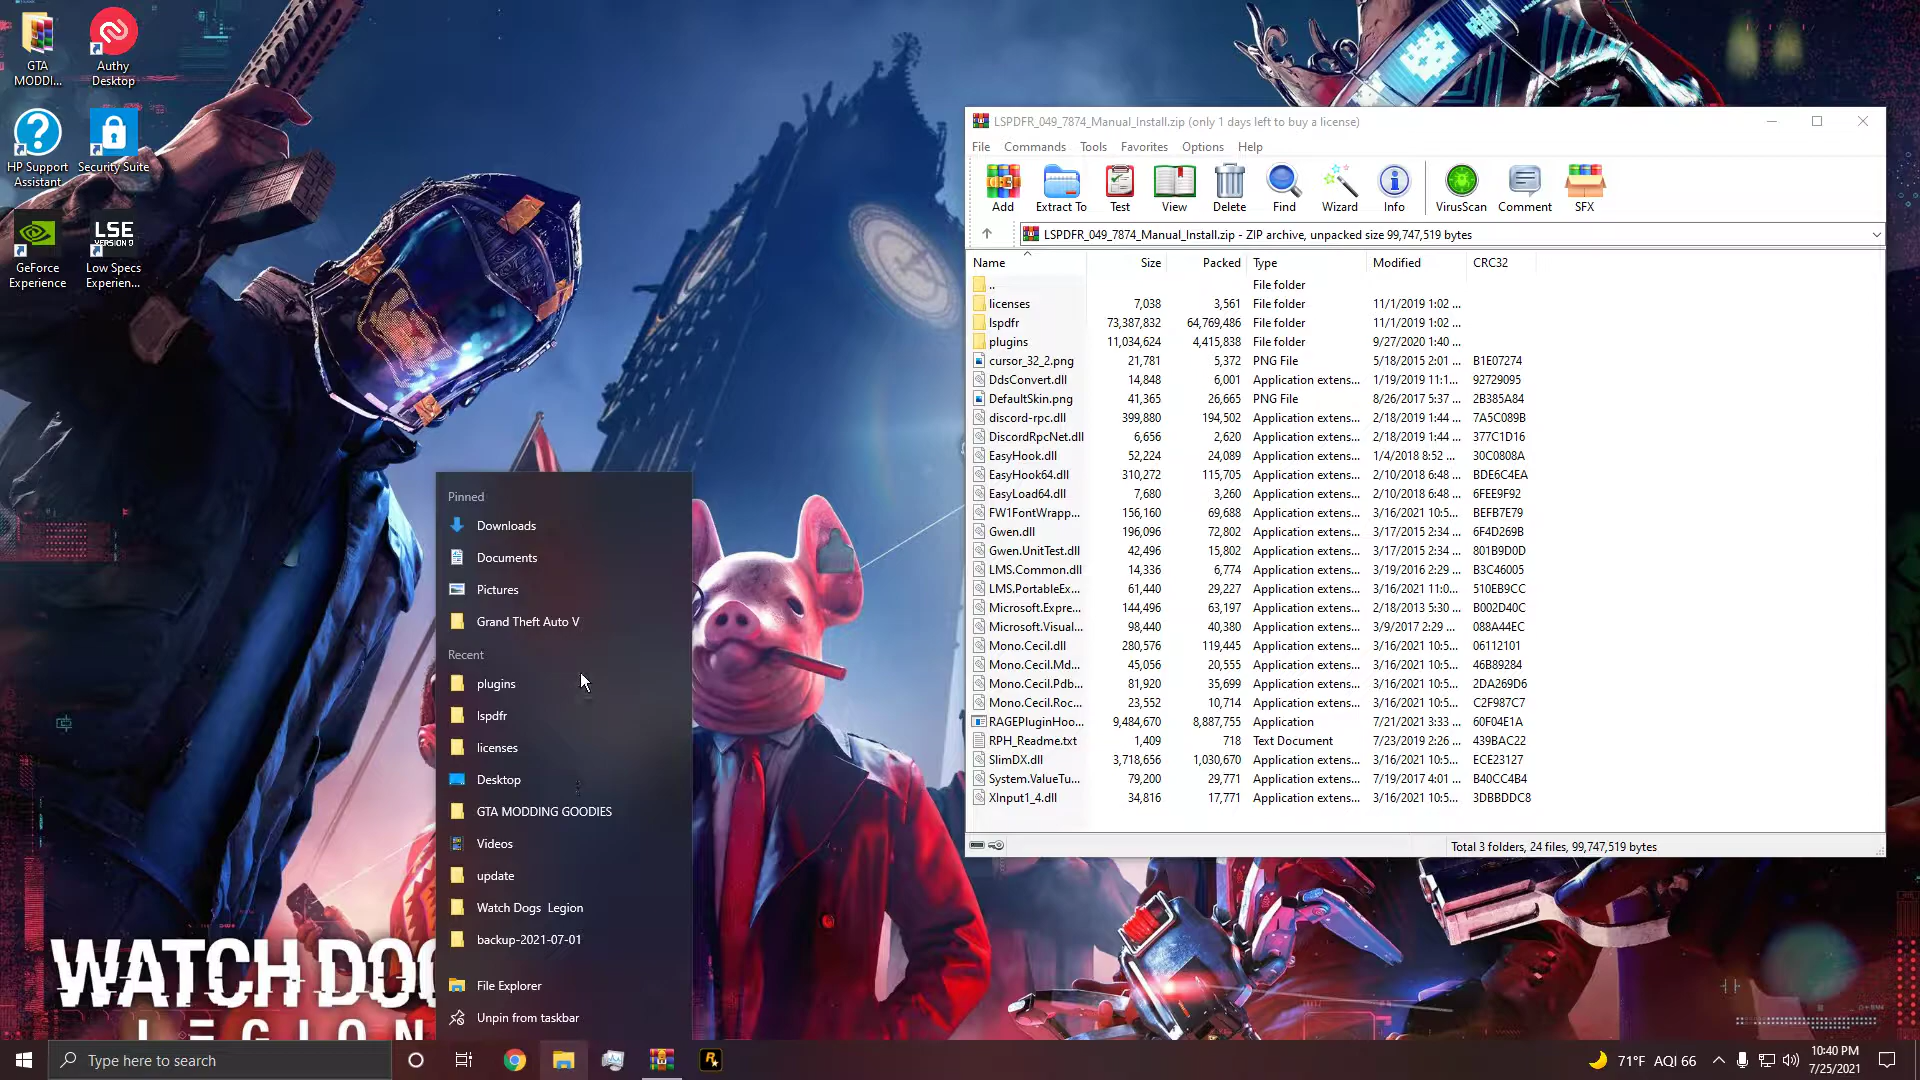 GTA
MODDI...
Authy
Desktop
HP Support
Assistant
Security Suite
GeForce
Experience
LSE
VERSION 9
Low Specs
Experien...
WATCH DO
LEGION
LSPDFR_049_7874_Manual_Install.zip (only 1 days left to buy a license)
File Commands Tools Favorites Options Help
Add Extract To Test View Delete Find Wizard Info VirusScan Comment SFX
LSPDFR_049_7874_Manual_Install.zip - ZIP archive, unpacked size 99,747,519 bytes
Name Size Packed Type Modified CRC32
.. File folder
licenses 7,038 3,561 File folder 11/1/2019 1:02 ...
lspdfr 73,387,832 64,769,486 File folder 11/1/2019 1:02 ...
plugins 11,034,624 4,415,838 File folder 9/27/2020 1:40 ...
cursor_32_2.png 21,781 5,372 PNG File 5/18/2015 2:01 ... B1E07274
DdsConvert.dll 14,848 6,001 Application extens... 1/19/2019 11:1... 92729095
DefaultSkin.png 41,365 26,665 PNG File 8/26/2017 5:37 ... 2B385A84
discord-rpc.dll 399,880 194,502 Application extens... 2/18/2019 1:44 ... 7A5C089B
DiscordRpcNet.dll 6,656 2,620 Application extens... 2/18/2019 1:44 ... 377C1D16
EasyHook.dll 52,224 24,089 Application extens... 1/4/2018 8:52 ... 30C0808A
EasyHook64.dll 310,272 115,705 Application extens... 2/10/2018 6:48 ... BDE6C4EA
EasyLoad64.dll 7,680 3,260 Application extens... 2/10/2018 6:48 ... 6FEE9F92
FW1FontWrapp... 156,160 69,688 Application extens... 3/16/2021 10:5... BEFB7E79
Gwen.dll 196,096 72,802 Application extens... 3/17/2015 2:34 ... 6F4D269B
Gwen.UnitTest.dll 42,496 15,802 Application extens... 3/17/2015 2:34 ... 801B9D0D
LMS.Common.dll 14,336 6,774 Application extens... 3/19/2016 2:29 ... B3C46005
LMS.PortableEx... 61,440 29,227 Application extens... 3/16/2021 11:0... 510EB9CC
Microsoft.Expre... 144,496 63,197 Application extens... 2/18/2013 5:30 ... B002D40C
Microsoft.Visual... 98,440 40,380 Application extens... 3/9/2017 2:29 ... 088A44EC
Mono.Cecil.dll 280,576 119,445 Application extens... 3/16/2021 10:5... 06112101
Mono.Cecil.Md... 45,056 20,555 Application extens... 3/16/2021 10:5... 46B89284
Mono.Cecil.Pdb... 81,920 35,699 Application extens... 3/16/2021 10:5... 2DA269D6
Mono.Cecil.Roc... 23,552 10,714 Application extens... 3/16/2021 10:5... C2F987C7
RAGEPluginHoo... 9,484,670 8,887,755 Application 7/21/2021 3:33 ... 60F04E1A
RPH_Readme.txt 1,409 718 Text Document 7/23/2019 2:26 ... 439BAC22
SlimDX.dll 3,718,656 1,030,670 Application extens... 3/16/2021 10:5... ECE23127
System.ValueTu... 79,200 29,771 Application extens... 7/19/2017 4:01 ... B40CC4B4
XInput1_4.dll 34,816 17,771 Application extens... 3/16/2021 10:5... 3DBBDDC8
Total 3 folders, 24 files, 99,747,519 bytes
Pinned
Downloads
Documents
Pictures
Grand Theft Auto V
Recent
plugins
lspdfr
licenses
Desktop
GTA MODDING GOODIES
Videos
update
Watch Dogs Legion
backup-2021-07-01
File Explorer
Unpin from taskbar
Type here to search
71°F AQI 66
10:40 PM
7/25/2021